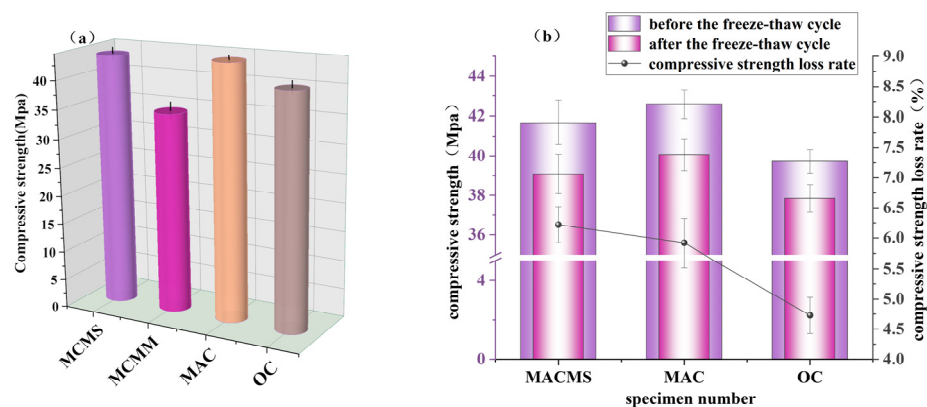 (a)
Compressive strength(Mpa)
40
35
30
25
20
15
10
5
0
MCMS
MCMM
MAC
OC
(b)
before the freeze-thaw cycle
after the freeze-thaw cycle
compressive strength loss rate
compressive strength (Mpa)
44
42
40
38
36
4
0
9.0
8.5
8.0
7.5
7.0
6.5
6.0
5.5
5.0
4.5
4.0
compressive strength loss rate (%)
MACMS MAC OC
specimen number